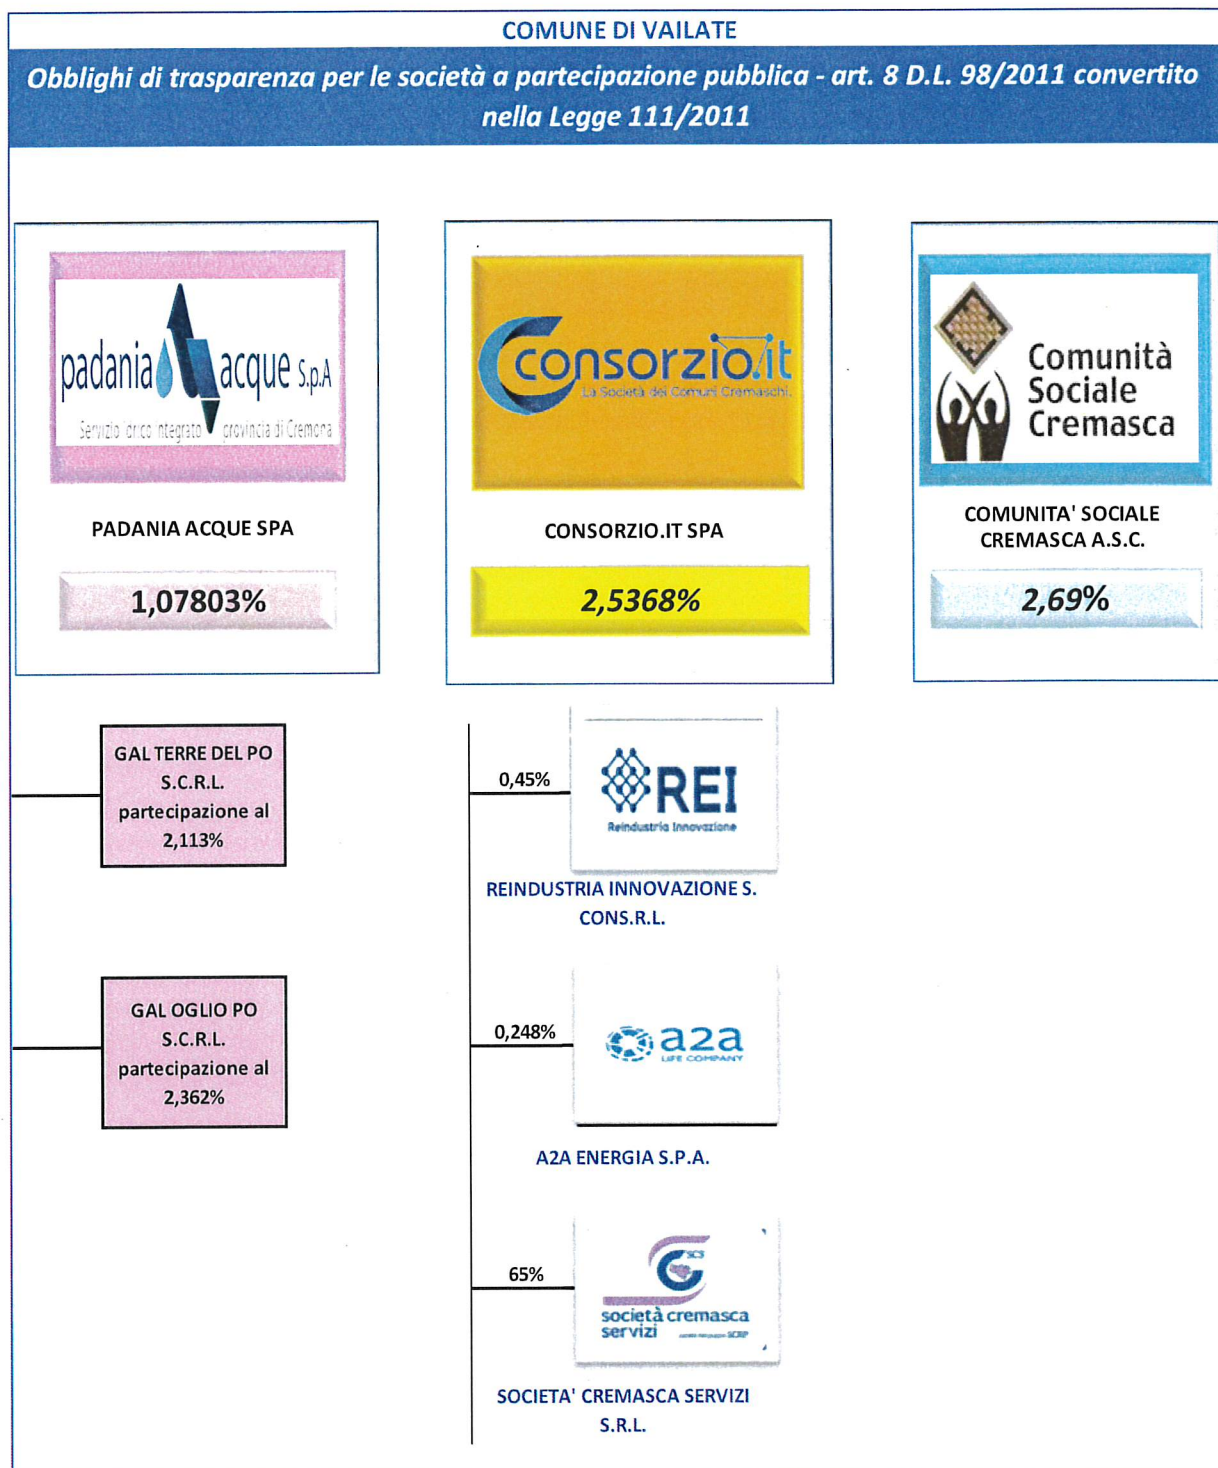 COMUNE DI VAILATE
Obblighi di trasparenza per le società a partecipazione pubblica - art. 8 D.L. 98/2011 convertito
nella Legge 111/2011
padania acque S.p.A
Servizio Idrico Integrato provincia di Cremona
PADANIA ACQUE SPA
1,07803%
consorzio.it
La Società dei Comuni Cremaschi.
CONSORZIO.IT SPA
2,5368%
Comunità
Sociale
Cremasca
COMUNITA' SOCIALE
CREMASCA A.S.C.
2,69%
GAL TERRE DEL PO
S.C.R.L.
partecipazione al
2,113%
GAL OGLIO PO
S.C.R.L.
partecipazione al
2,362%
0,45%
REI
Reindustria Innovazione
REINDUSTRIA INNOVAZIONE S.
CONS.R.L.
0,248%
a2a
LIFE COMPANY
A2A ENERGIA S.P.A.
65%
SCS
società cremasca
servizi
SOCIETA' CREMASCA SERVIZI
S.R.L.